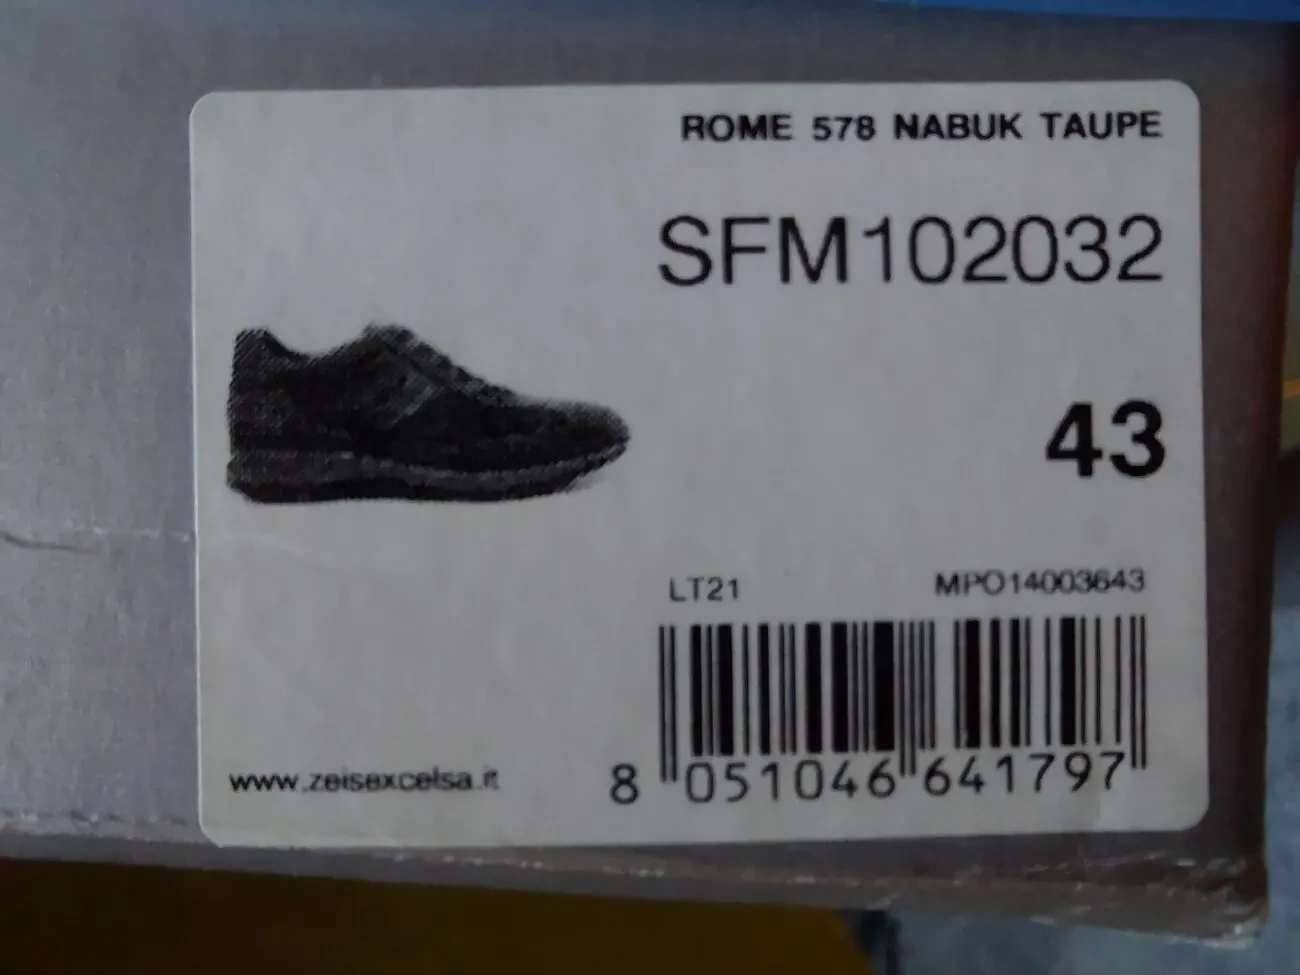 ROME 578 NABUK TAUPE
SFM102032
43
LT21 MPO14003643
8 051046 641797
www.zeisexcelsa.it